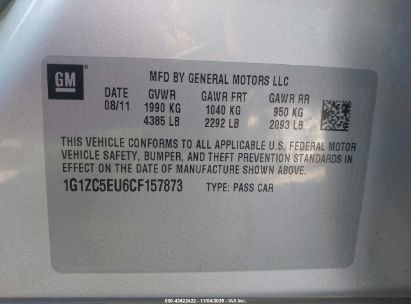 GM
MFD BY GENERAL MOTORS LLC
DATE GVWR GAWR FRT GAWR RR
08/11 1990 KG 1040 KG 950 KG
4385 LB 2292 LB 2093 LB
THIS VEHICLE CONFORMS TO ALL APPLICABLE U.S. FEDERAL MOTOR
VEHICLE SAFETY, BUMPER, AND THEFT PREVENTION STANDARDS IN
EFFECT ON THE DATE OF MANUFACTURE SHOWN ABOVE.
1G1ZC5EU6CF157873 TYPE: PASS CAR